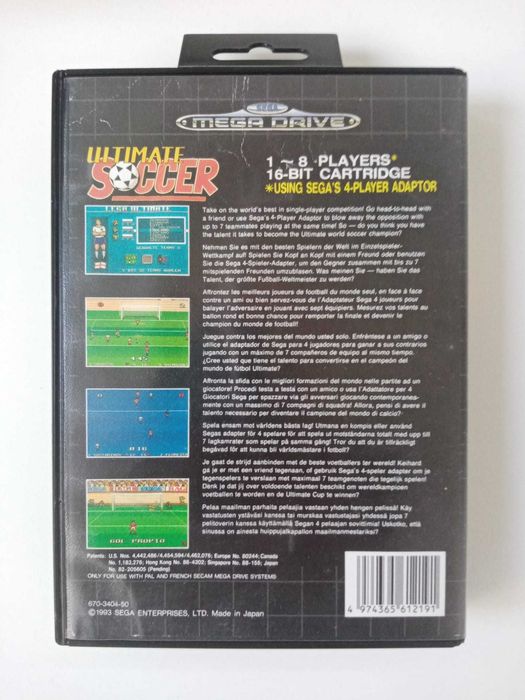 SEGA
MEGA DRIVE
ULTIMATE
SOCCER
1~8 PLAYERS*
16-BIT CARTRIDGE
*USING SEGA'S 4-PLAYER ADAPTOR
Take on the world's best in single-player competition! Go head-to-head with
a friend or use Sega's 4-Player Adaptor to blow away the opposition with
up to 7 teammates playing at the same time! So — do you think you have
the talent it takes to become the Ultimate world soccer champion?
Nehmen Sie es mit den besten Spielern der Welt im Einzelspieler-
Wettkampf auf! Spielen Sie Kopf an Kopf mit einem Freund oder benutzen
Sie die Sega 4-Spieler-Adapter, um den Gegner zusammen mit bis zu 7
mitspielenden Freunden umzublasen. Was meinen Sie — haben Sie das
Talent, der größte Fußball-Weltmeister zu werden?
Affrontez les meilleurs joueurs de football du monde seul, en face à face
contre un ami ou bien servez-vous de l'Adaptateur Sega 4 joueurs pour
balayer l'adversaire en jouant avec sept équipiers. Mesurez vos talents au
ballon rond et bonne chance pour remporter la finale et devenir le
champion du monde de football!
Juegue contra los mejores del mundo usted solo. Enfréntese a un amigo o
utilice el adaptador de Sega para 4 jugadores para ganar a sus contrarios
jugando con un máximo de 7 compañeros de equipo al mismo tiempo.
¿Cree usted que tiene el talento para convertirse en el campeón del
mundo de fútbol Ultimate?
Affronta la sfida con le migliori formazioni del mondo nelle partite ad un
giocatore! Procedi testa a testa con un amico o usa l'Adattatore per 4
Giocatori Sega per spazzare via gli avversari giocando contemporanea-
mente con un massimo di 7 compagni di squadra! Allora, pensi di avere il
talento necessario per diventare il campione del mondo di calcio?
Spela ensam mot världens bästa lag! Utmana en kompis eller använd
Segas adapter för 4 spelare för att spela ut motståndarna totalt med upp till
7 lagkamrater som spelar på samma gång! Tror du att du är tillräckligt
begåvad för att kunna bli världsmästare i fotboll?
Je gaat de strijd aanbinden met de beste voetballers ter wereld! Keihard
ga je er met een vriend tegenaan, of gebruik Sega's 4-speler adapter om je
tegenspelers te verslaan met maximaal 7 teamgenoten die tegelijk spelen!
Denk je dat jij over voldoende talenten beschikt om wereldkampioen
voetballen te worden en de Ultimate Cup te winnen?
Pelaa maailman parhaita pelaajia vastaan yhden hengen pelissä! Käy
vastatusten ystäväsi kanssa tai murskaa vastustajasi yhdessä jopa 7
pelitoverin kanssa käyttämällä Segan 4 pelaajan sovittimia! Uskotko, että
sinussa on ainesta huippujalkapallon maailmanmestariksi?
GOL PROPIO
Patents: U.S. Nos. 4,442,486/4,454,594/4,462,076; Europe No. 80244; Canada
No. 1,183,276; Hong Kong No. 88-4302; Singapore No. 88-155; Japan
No. 82-205605 (Pending)
ONLY FOR USE WITH PAL AND FRENCH SECAM MEGA DRIVE SYSTEMS
670-3404-50
©1993 SEGA ENTERPRISES, LTD. Made in Japan
4 974365 612191